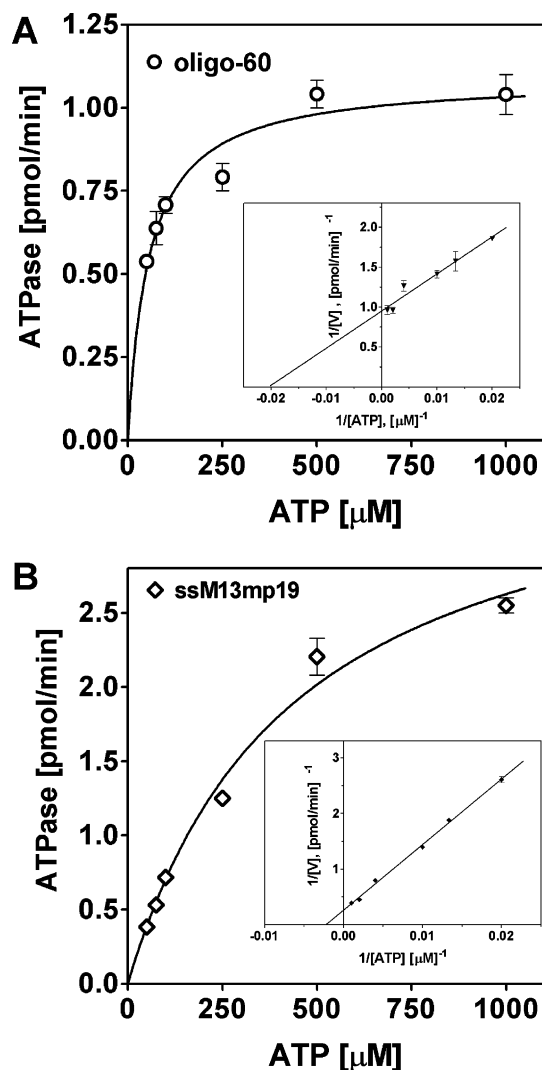 A
oligo-60
ATPase [pmol/min]
1.25
1.00
0.75
0.50
0.25
0.00
0 250 500 750 1000
ATP [μM]
1/[V] , [pmol/min] -1
2.0
1.5
1.0
0.5
-0.02 -0.01 0.00 0.01 0.02
1/[ATP], [μM]-1
B
ssM13mp19
ATPase [pmol/min]
2.5
2.0
1.5
1.0
0.5
0.0
0 250 500 750 1000
ATP [μM]
1/[V], [pmol/min] -1
3
2
1
-0.01 0.00 0.01 0.02
1/[ATP] [μM]-1